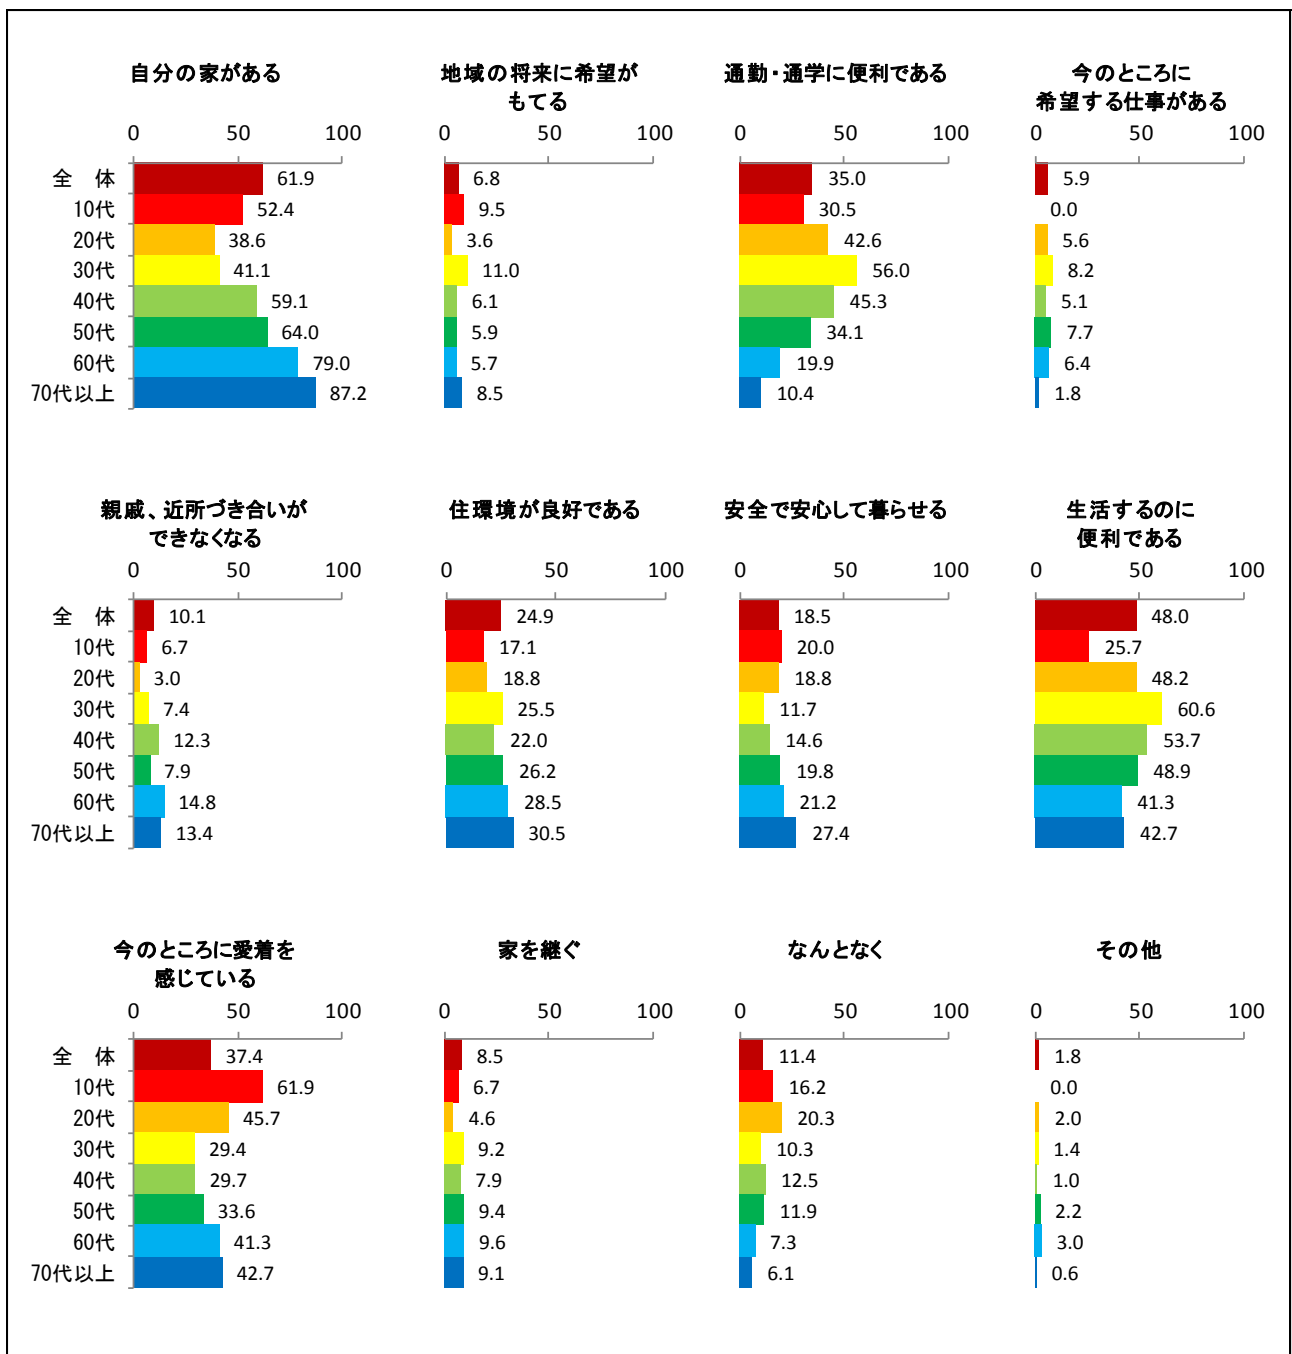 自分の家がある
地域の将来に希望が
もてる
通勤・通学に便利である
今のところに
希望する仕事がある
0 50 100
0 50 100
0 50 100
0 50 100
全 体 61.9 6.8 35.0 5.9
10代 52.4 9.5 30.5 0.0
20代 38.6 3.6 42.6 5.6
30代 41.1 11.0 56.0 8.2
40代 59.1 6.1 45.3 5.1
50代 64.0 5.9 34.1 7.7
60代 79.0 5.7 19.9 6.4
70代以上 87.2 8.5 10.4 1.8
親戚、近所づき合いが
できなくなる
住環境が良好である
安全で安心して暮らせる
生活するのに
便利である
0 50 100
0 50 100
0 50 100
0 50 100
全 体 10.1 24.9 18.5 48.0
10代 6.7 17.1 20.0 25.7
20代 3.0 18.8 18.8 48.2
30代 7.4 25.5 11.7 60.6
40代 12.3 22.0 14.6 53.7
50代 7.9 26.2 19.8 48.9
60代 14.8 28.5 21.2 41.3
70代以上 13.4 30.5 27.4 42.7
今のところに愛着を
感じている
家を継ぐ
なんとなく
その他
0 50 100
0 50 100
0 50 100
0 50 100
全 体 37.4 8.5 11.4 1.8
10代 61.9 6.7 16.2 0.0
20代 45.7 4.6 20.3 2.0
30代 29.4 9.2 10.3 1.4
40代 29.7 7.9 12.5 1.0
50代 33.6 9.4 11.9 2.2
60代 41.3 9.6 7.3 3.0
70代以上 42.7 9.1 6.1 0.6